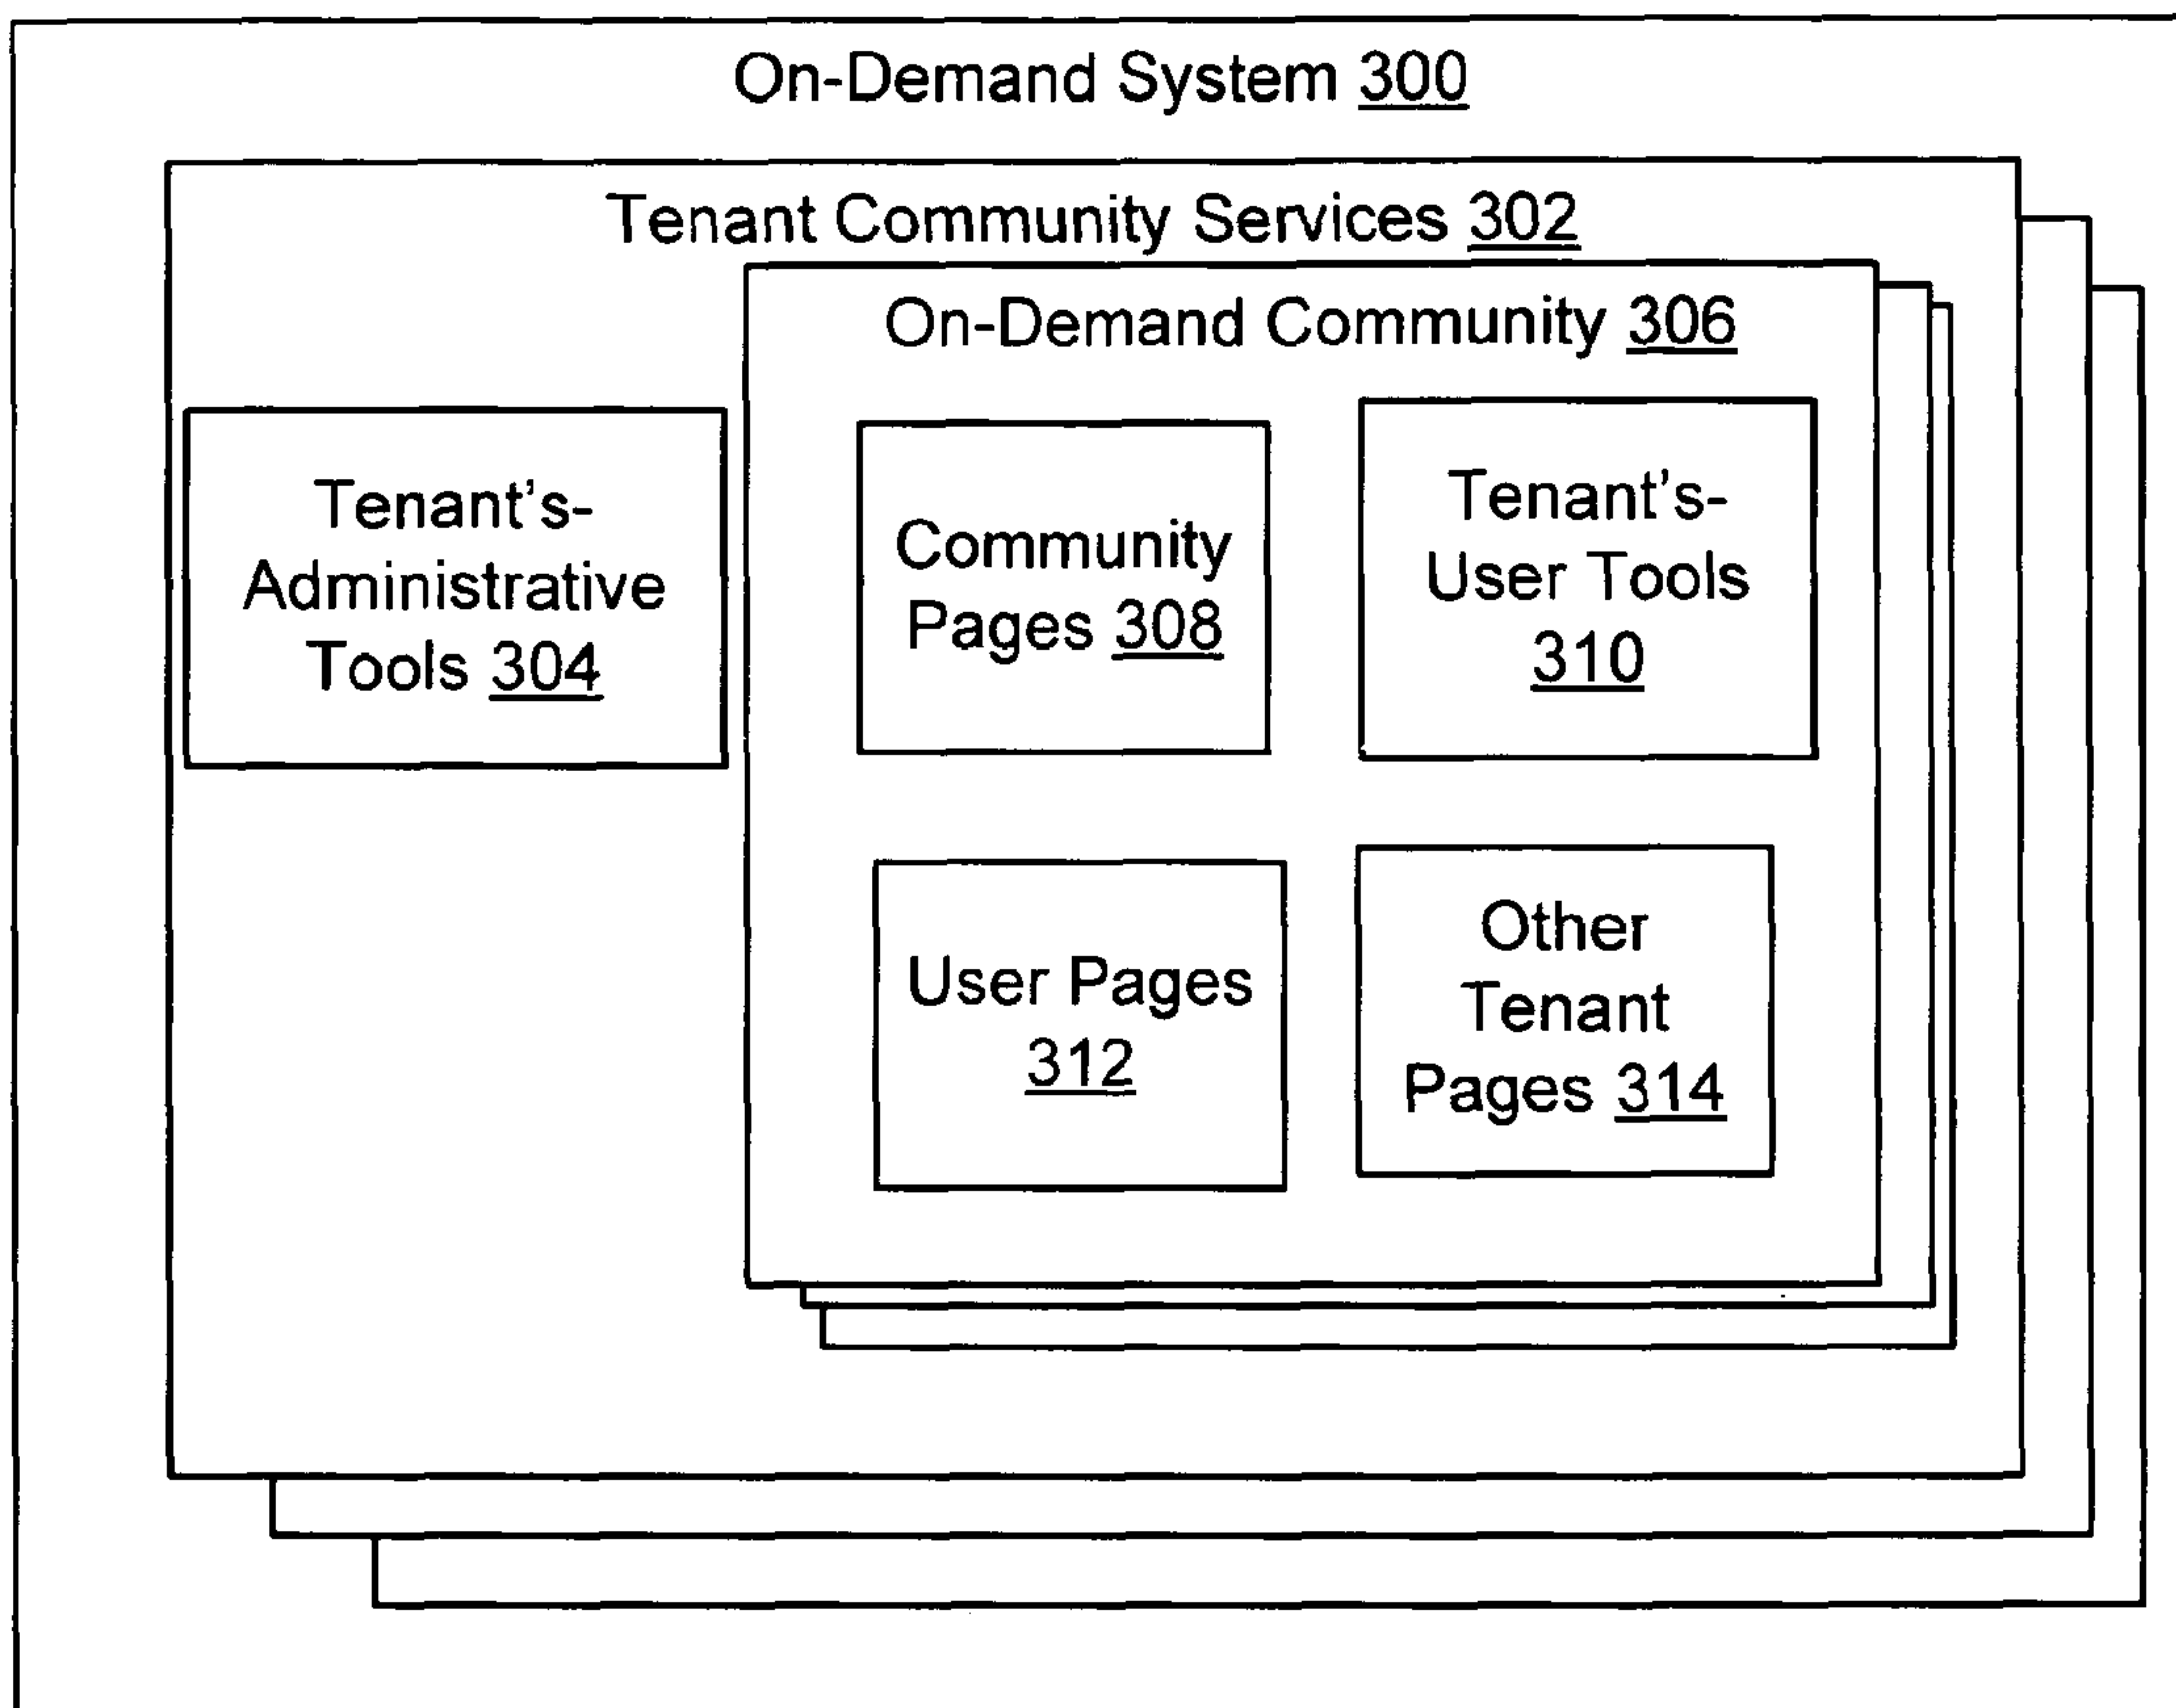 On-Demand System 300
Tenant Community Services 302
On-Demand Community 306
Tenant's-
Administrative
Tools 304
Community
Pages 308
Tenant's-
User Tools
310
User Pages
312
Other
Tenant
Pages 314